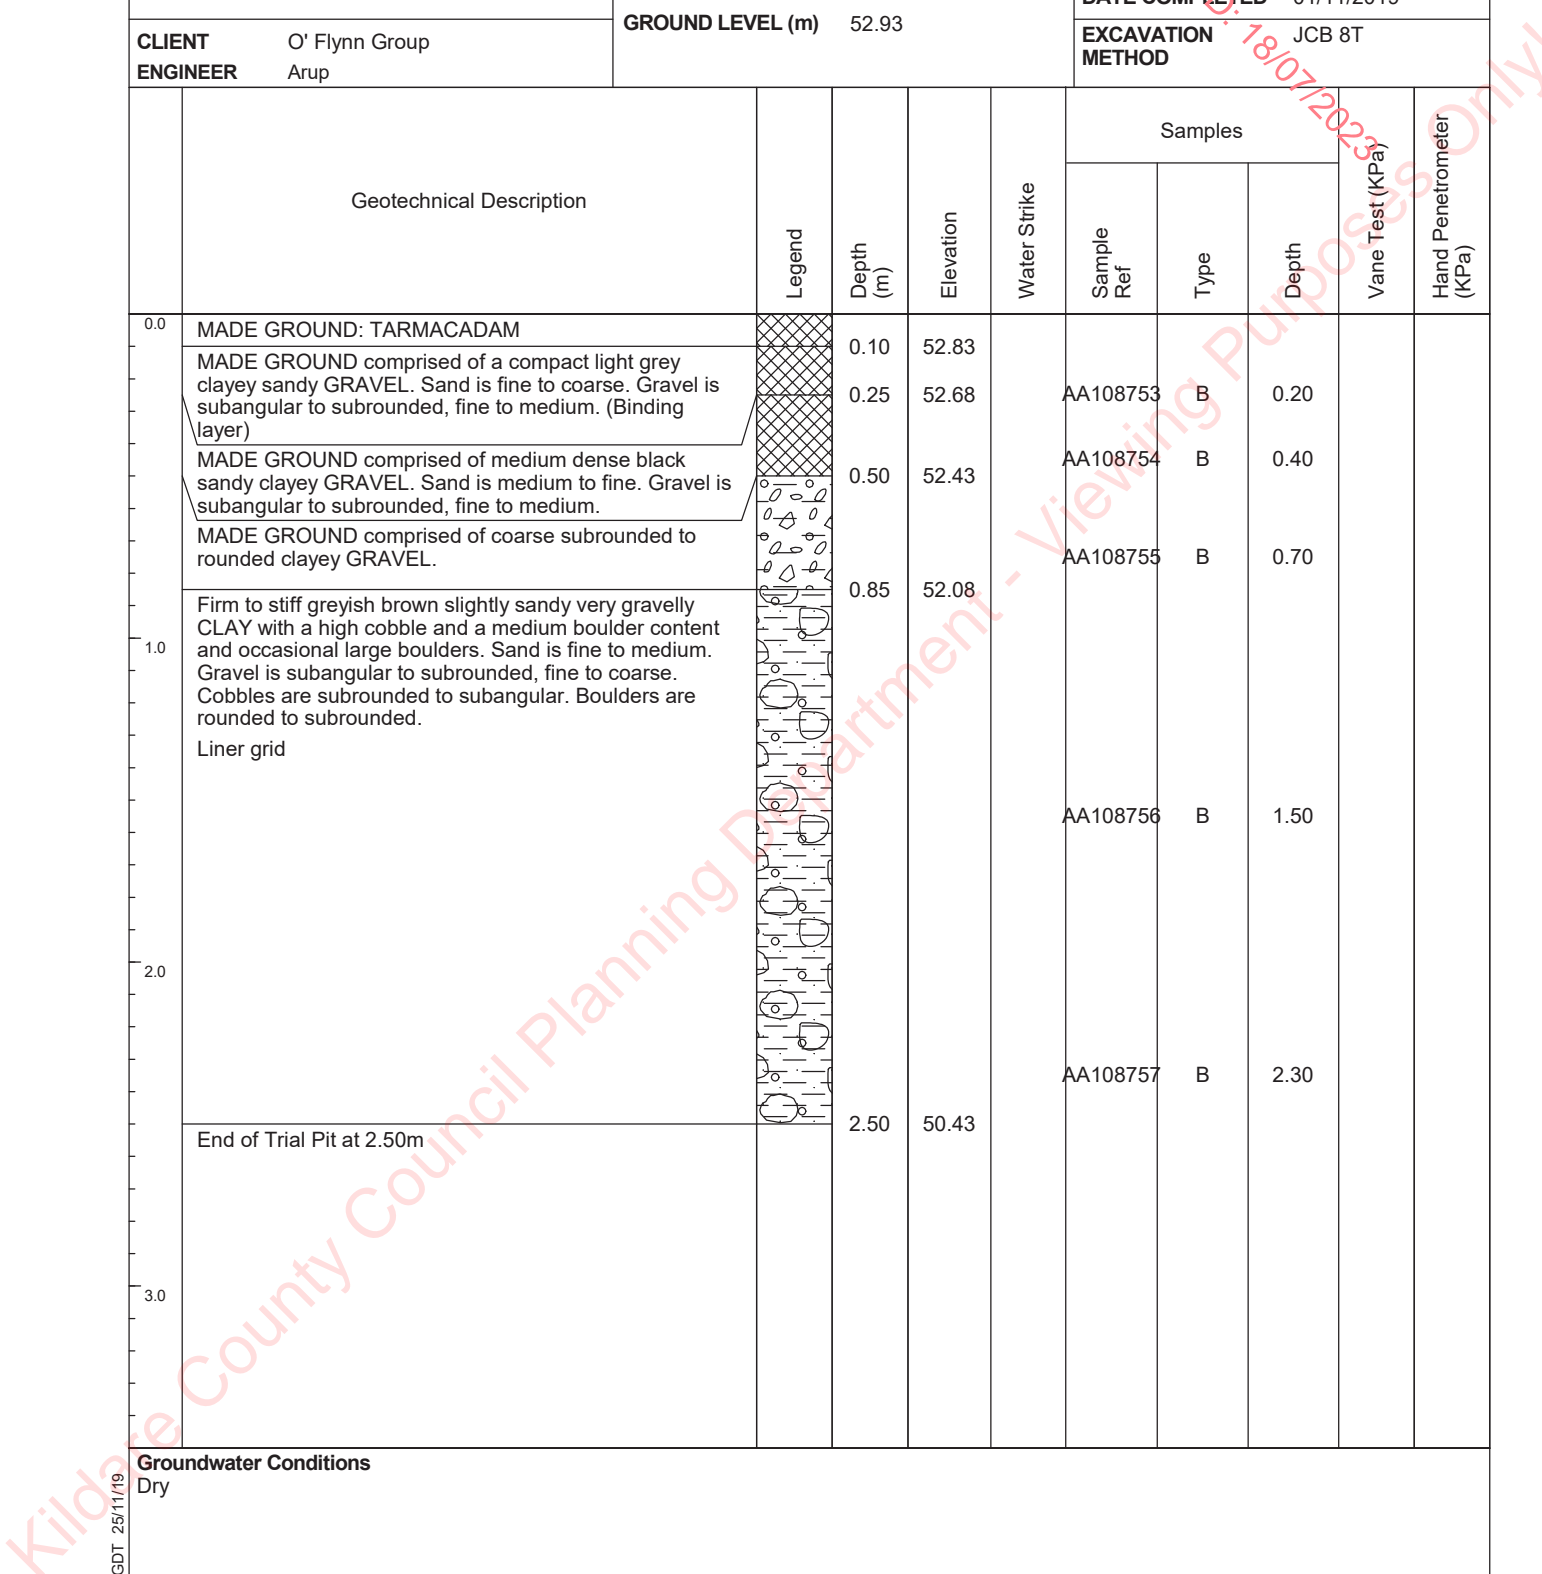 GROUND LEVEL (m) 52.93
CLIENT O' Flynn Group
ENGINEER Arup
DATE COMPLETED 01/11/2019
EXCAVATION METHOD JCB 8T
Geotechnical Description
Legend
Depth (m)
Elevation
Water Strike
Samples
Sample Ref
Type
Depth
Vane Test (KPa)
Hand Penetrometer (KPa)
0.0
MADE GROUND: TARMACADAM
0.10 52.83
MADE GROUND comprised of a compact light grey
clayey sandy GRAVEL. Sand is fine to coarse. Gravel is
subangular to subrounded, fine to medium. (Binding
layer)
0.25 52.68 AA108753 B 0.20
MADE GROUND comprised of medium dense black
sandy clayey GRAVEL. Sand is medium to fine. Gravel is
subangular to subrounded, fine to medium.
AA108754 B 0.40
0.50 52.43
MADE GROUND comprised of coarse subrounded to
rounded clayey GRAVEL.
AA108755 B 0.70
0.85 52.08
Firm to stiff greyish brown slightly sandy very gravelly
CLAY with a high cobble and a medium boulder content
and occasional large boulders. Sand is fine to medium.
Gravel is subangular to subrounded, fine to coarse.
Cobbles are subrounded to subangular. Boulders are
rounded to subrounded.
Liner grid
1.0
AA108756 B 1.50
2.0
AA108757 B 2.30
2.50 50.43
End of Trial Pit at 2.50m
3.0
Groundwater Conditions
Dry
GDT 25/11/19
D: 18/07/2023
Kildare County Council Planning Department - Viewing Purposes Only!